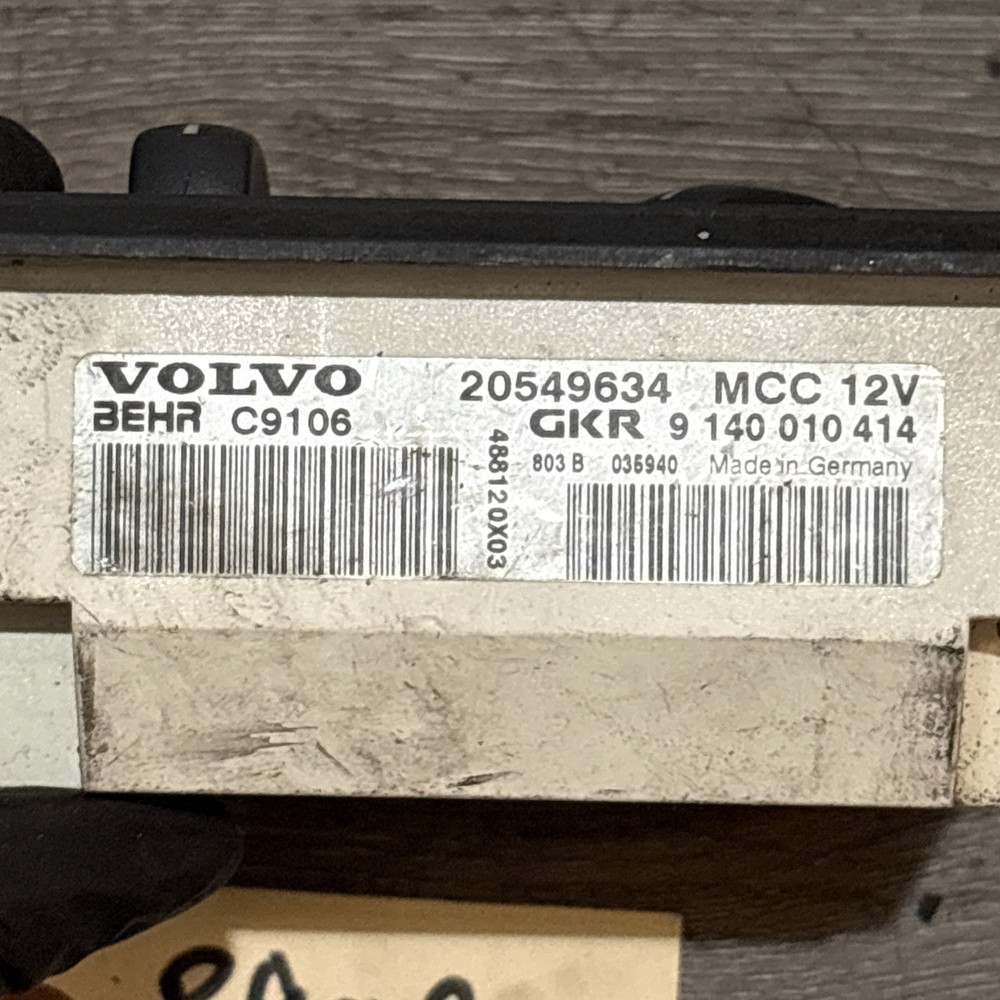 VOLVO 20549634 MCC 12V
BEHR C9106 GKR 9 140 010 414
488120X03
803 B 035940 Made in Germany